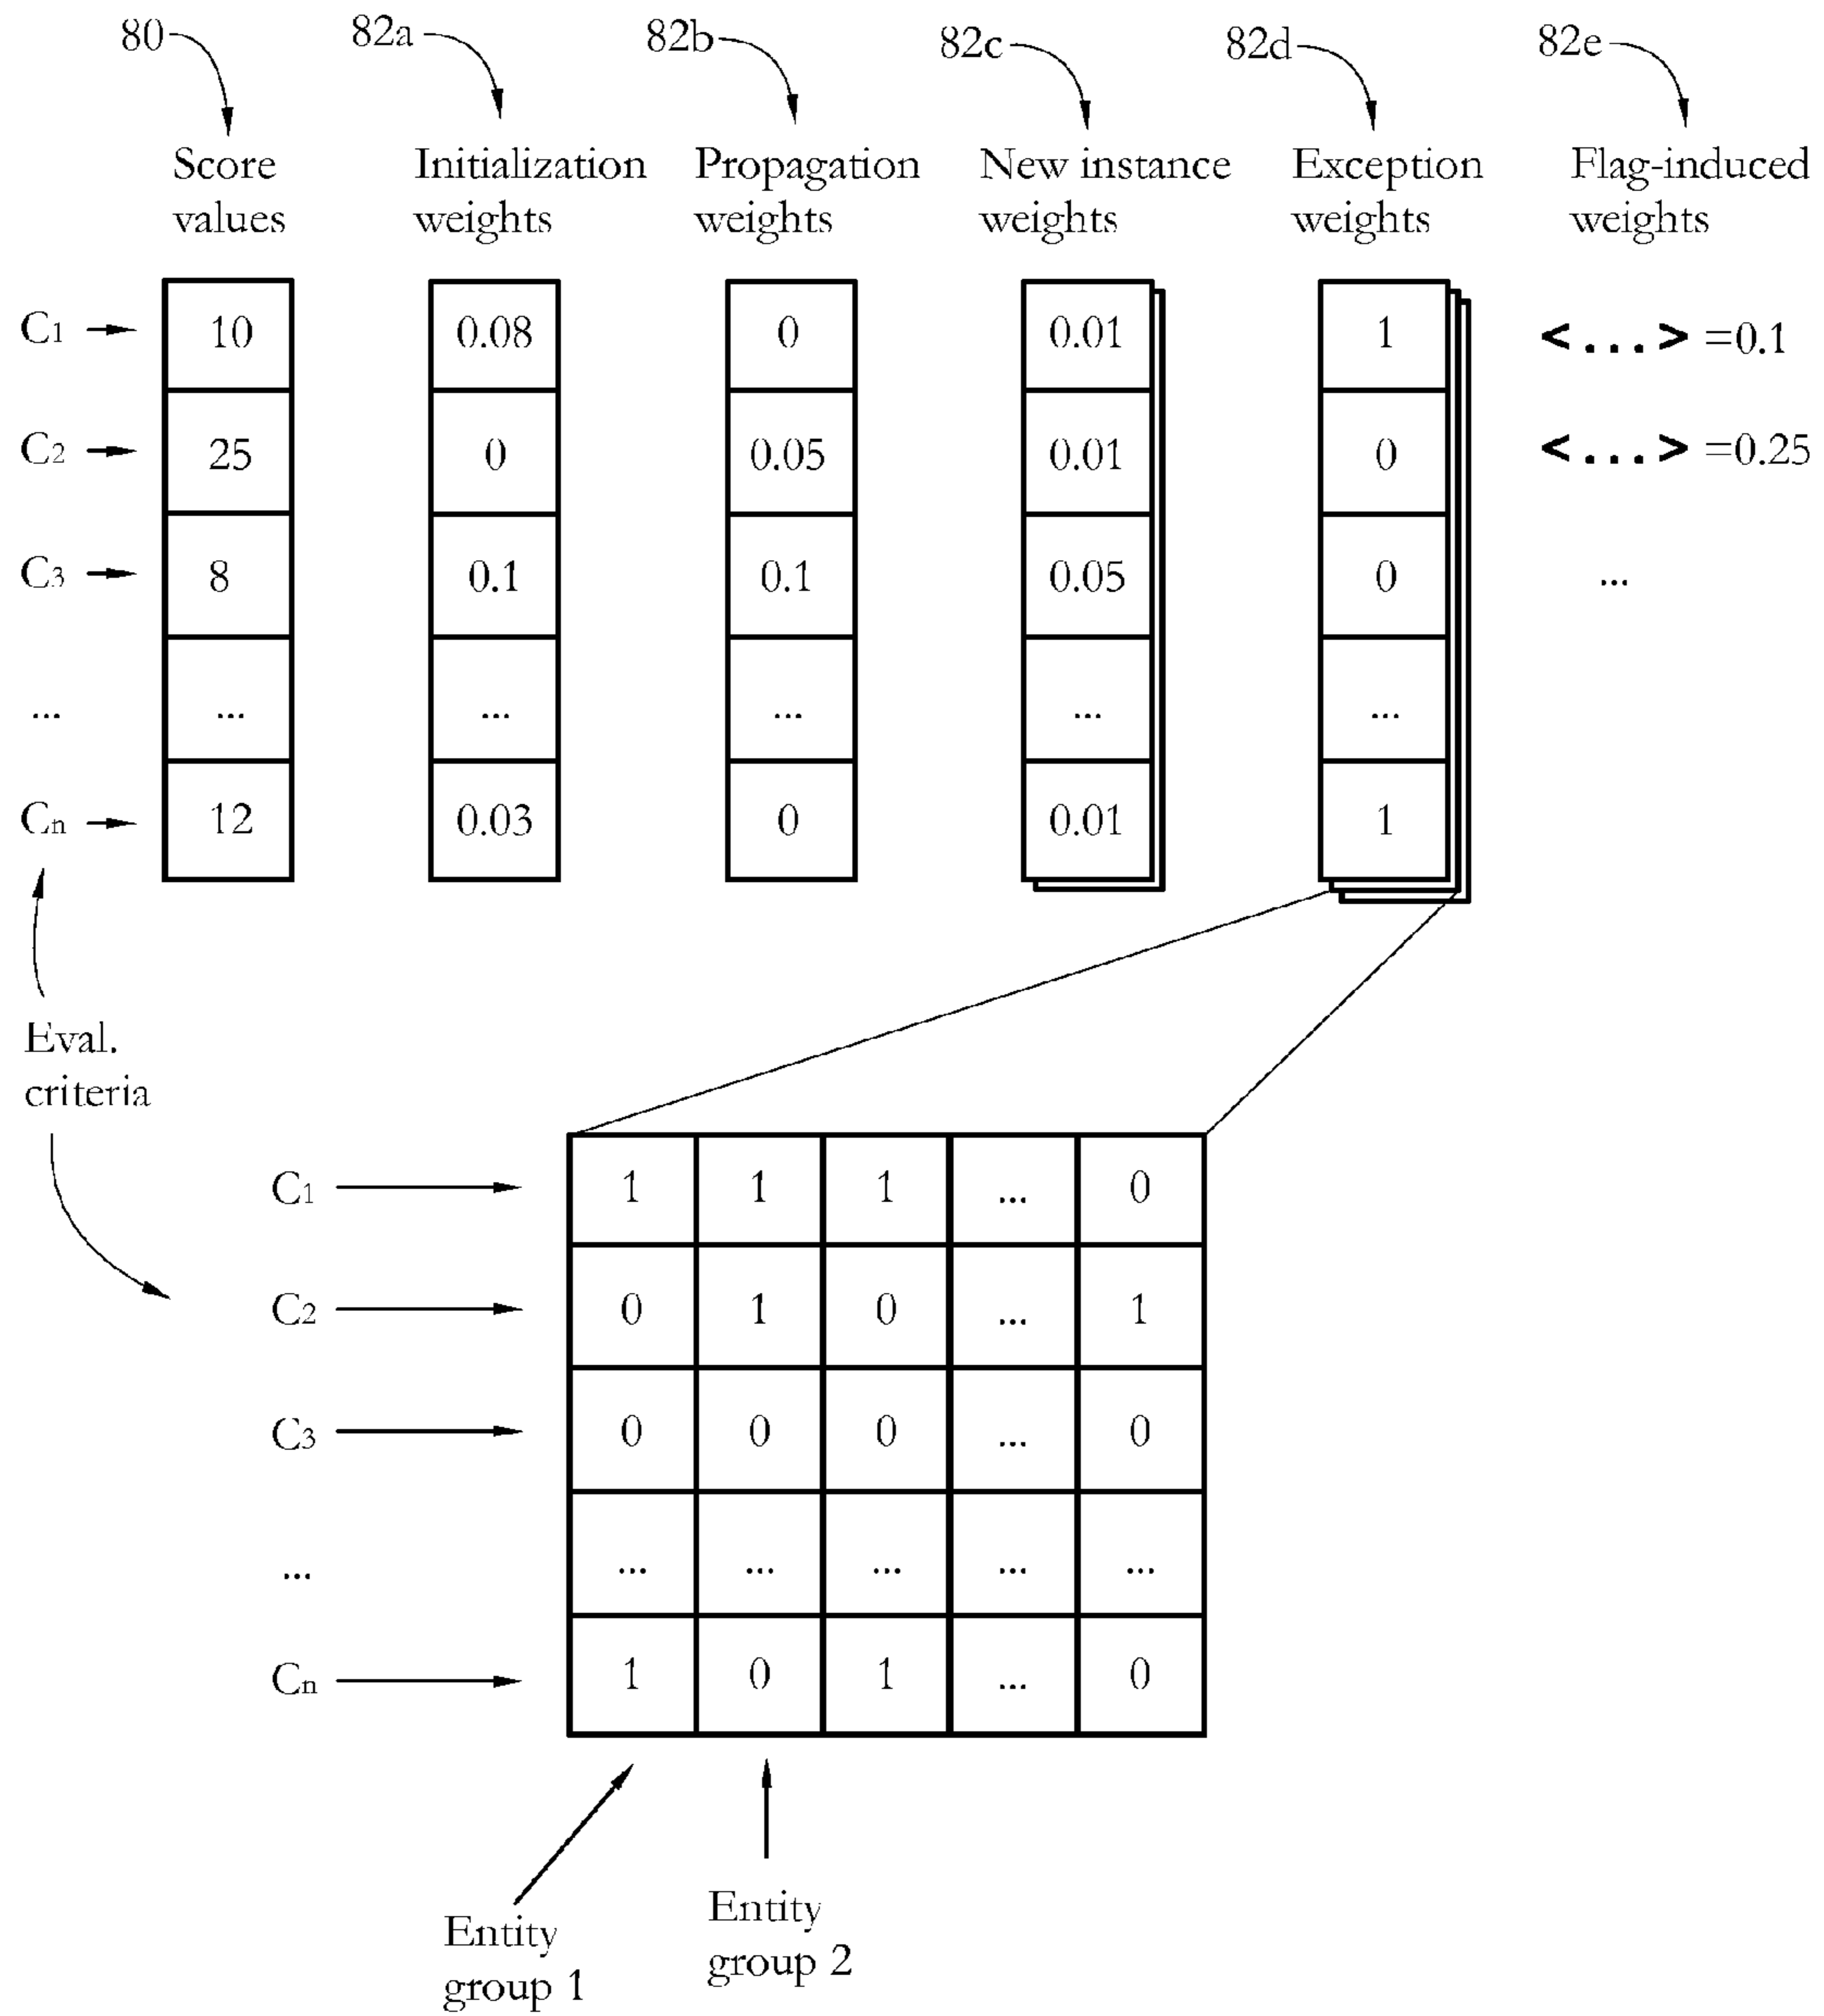 80 82a 82b 82c 82d 82e
Score Initialization Propagation New instance Exception Flag-induced
values weights weights weights weights weights
C1 10 0.08 0 0.01 1 <...> =0.1
C2 25 0 0.05 0.01 0 <...> =0.25
C3 8 0.1 0.1 0.05 0 ...
... ... ... ... ... ...
Cn 12 0.03 0 0.01 1
Eval.
criteria
C1 1 1 1 ... 0
C2 0 1 0 ... 1
C3 0 0 0 ... 0
... ... ... ... ... ...
Cn 1 0 1 ... 0
Entity
group 1
Entity
group 2